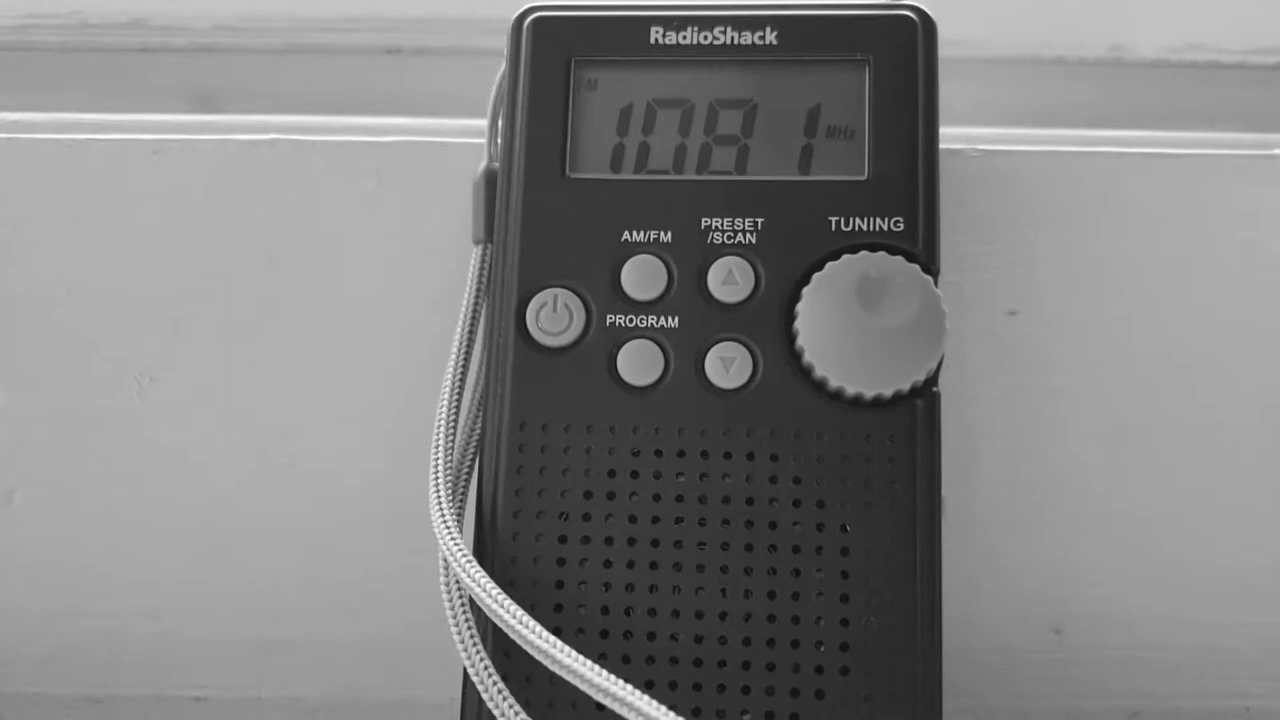 RadioShack
FM
108 1 MHz
PRESET
/SCAN
TUNING
AM/FM
PROGRAM